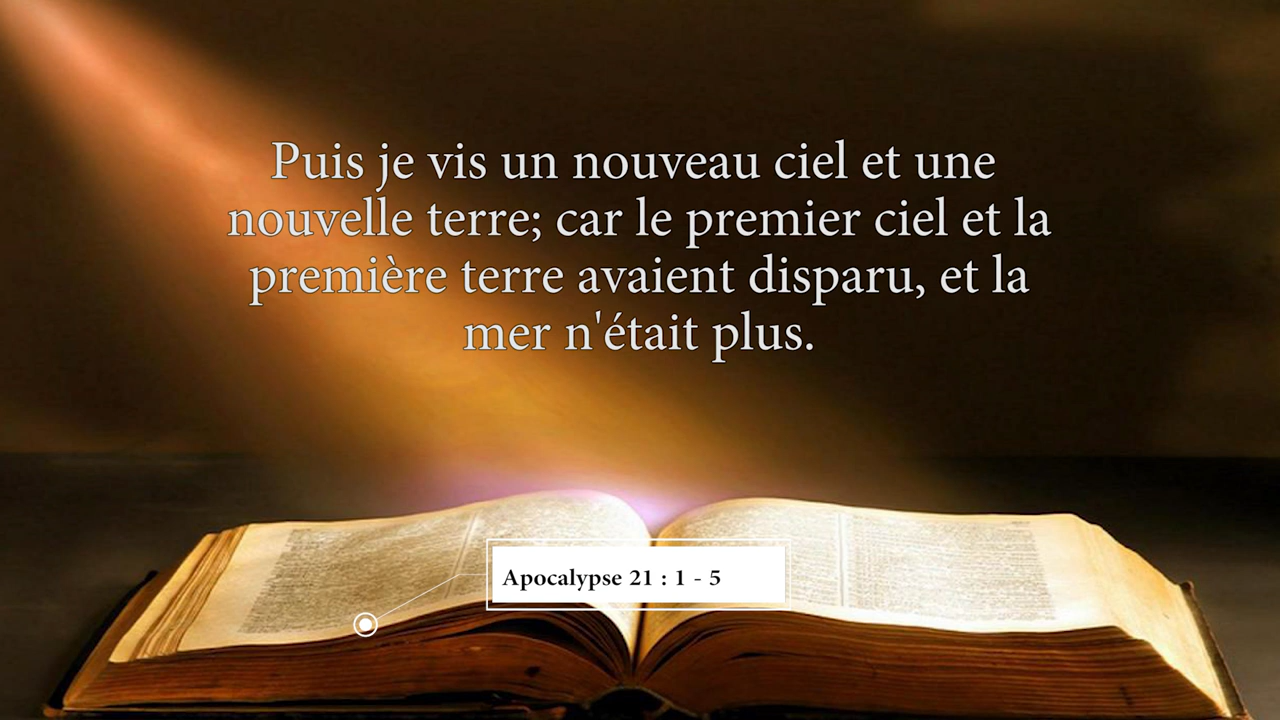 Puis je vis un nouveau ciel et une
nouvelle terre; car le premier ciel et la
première terre avaient disparu, et la
mer n'était plus.
Apocalypse 21 : 1 - 5